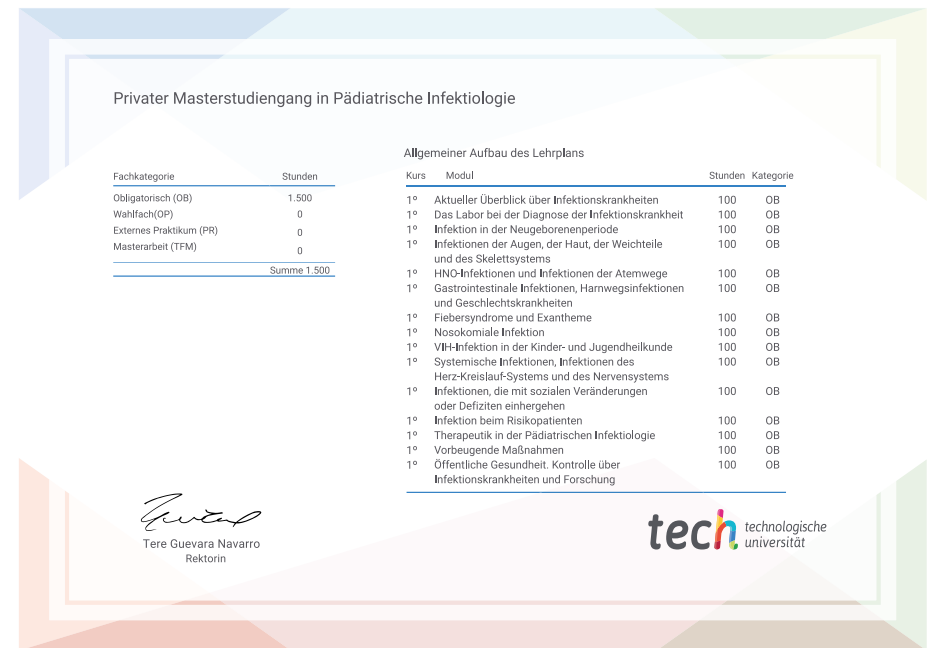 Privater Masterstudiengang in Pädiatrische Infektiologie
Fachkategorie Stunden
Obligatorisch (OB) 1.500
Wahlfach(OP) 0
Externes Praktikum (PR) 0
Masterarbeit (TFM) 0
Summe 1.500
Allgemeiner Aufbau des Lehrplans
Kurs Modul Stunden Kategorie
1º Aktueller Überblick über Infektionskrankheiten 100 OB
1º Das Labor bei der Diagnose der Infektionskrankheit 100 OB
1º Infektion in der Neugeborenenperiode 100 OB
1º Infektionen der Augen, der Haut, der Weichteile 100 OB
und des Skelettsystems
1º HNO-Infektionen und Infektionen der Atemwege 100 OB
1º Gastrointestinale Infektionen, Harnwegsinfektionen 100 OB
und Geschlechtskrankheiten
1º Fiebersyndrome und Exantheme 100 OB
1º Nosokomiale Infektion 100 OB
1º VIH-Infektion in der Kinder- und Jugendheilkunde 100 OB
1º Systemische Infektionen, Infektionen des 100 OB
Herz-Kreislauf-Systems und des Nervensystems
1º Infektionen, die mit sozialen Veränderungen 100 OB
oder Defiziten einhergehen
1º Infektion beim Risikopatienten 100 OB
1º Therapeutik in der Pädiatrischen Infektiologie 100 OB
1º Vorbeugende Maßnahmen 100 OB
1º Öffentliche Gesundheit. Kontrolle über 100 OB
Infektionskrankheiten und Forschung
Tere Guevara Navarro
Rektorin
tech technologische
universität